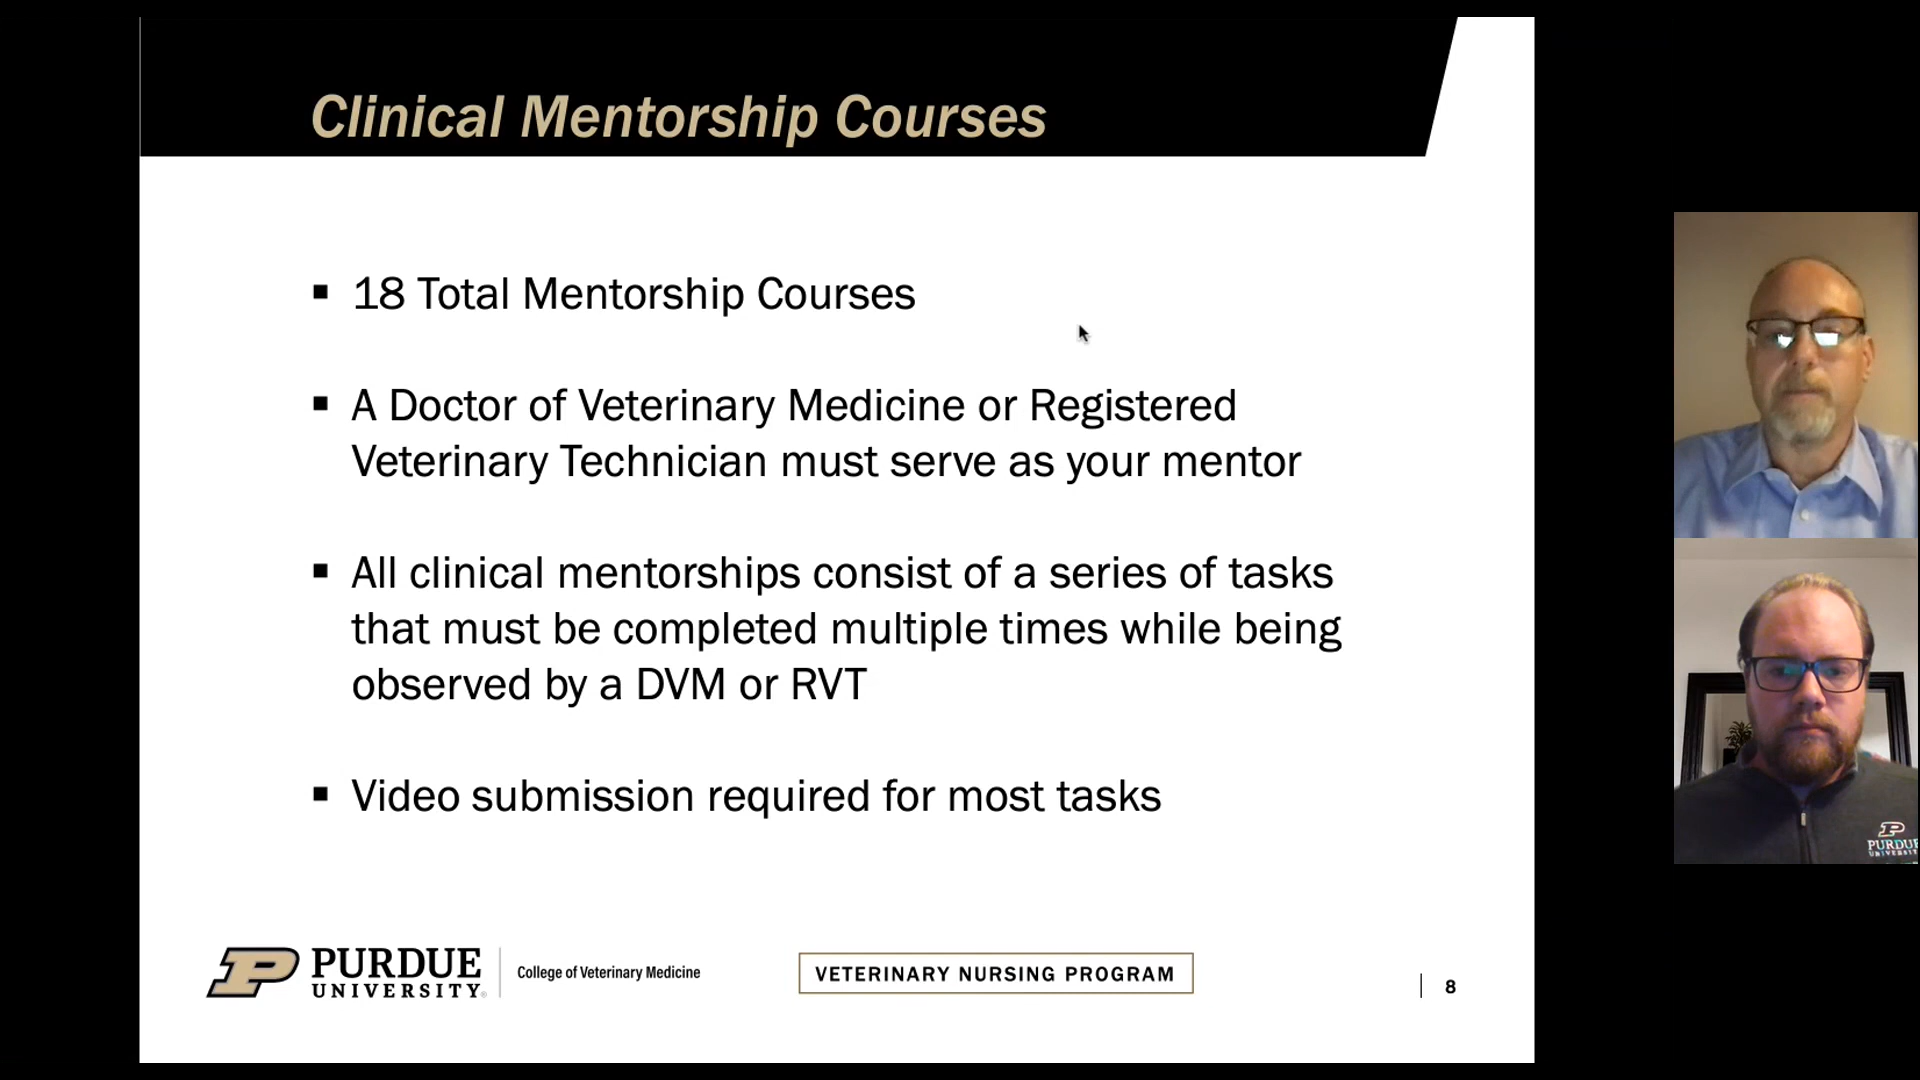 Clinical Mentorship Courses
▪ 18 Total Mentorship Courses
▪ A Doctor of Veterinary Medicine or Registered
Veterinary Technician must serve as your mentor
▪ All clinical mentorships consist of a series of tasks
that must be completed multiple times while being
observed by a DVM or RVT
▪ Video submission required for most tasks
PURDUE
UNIVERSITY®
College of Veterinary Medicine
VETERINARY NURSING PROGRAM
8
P
PURDUE
UNIVERSITY